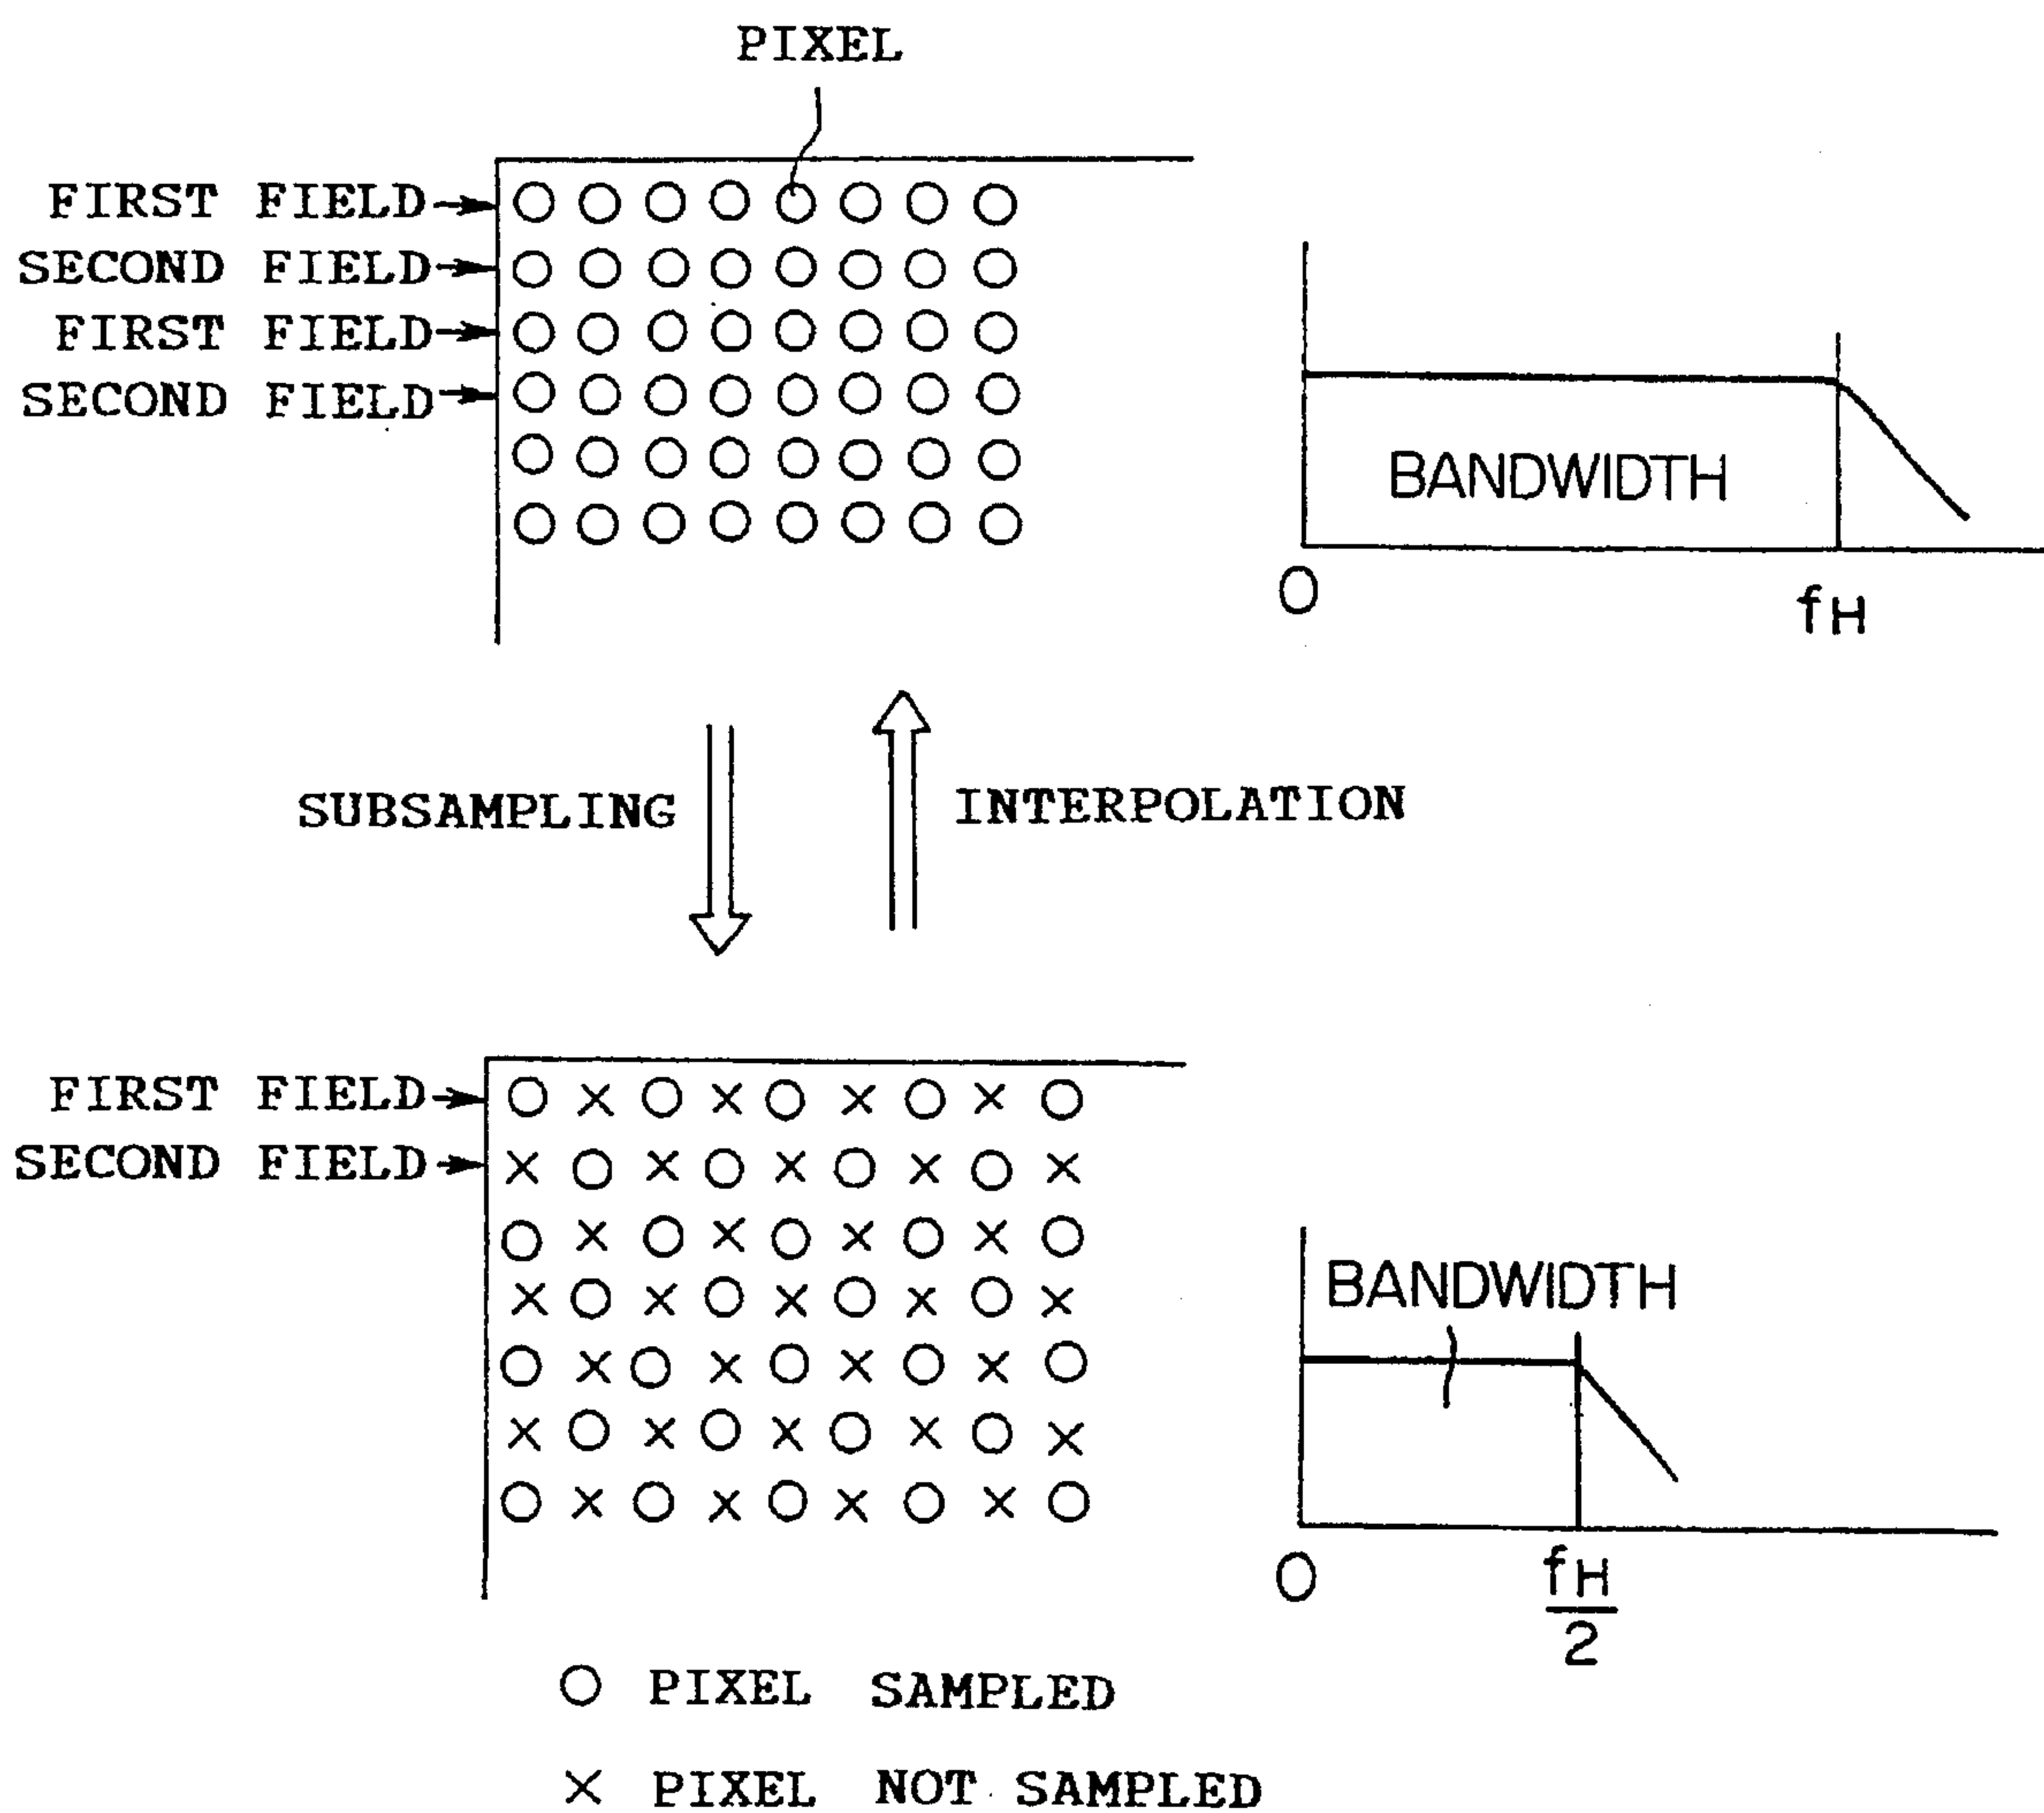 PIXEL
FIRST FIELD
SECOND FIELD
FIRST FIELD
SECOND FIELD
BANDWIDTH
0
fH
SUBSAMPLING
INTERPOLATION
FIRST FIELD
SECOND FIELD
BANDWIDTH
0
fH
2
PIXEL SAMPLED
× PIXEL NOT SAMPLED